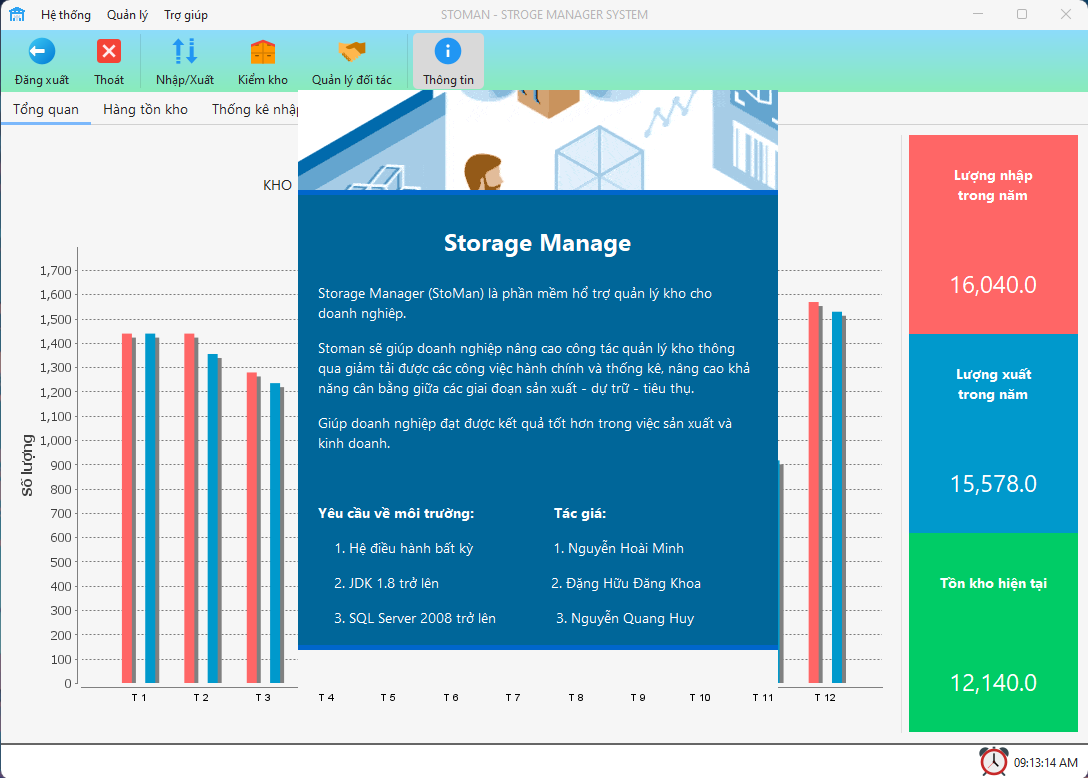 STOMAN - STROGE MANAGER SYSTEM
Hệ thống Quản lý Trợ giúp
Đăng xuất Thoát Nhập/Xuất Kiểm kho Quản lý đối tác Thông tin
Tổng quan Hàng tồn kho Thống kê nhập
KHO
Storage Manage
Storage Manager (StoMan) là phần mềm hổ trợ quản lý kho cho
doanh nghiệp.
Stoman sẽ giúp doanh nghiệp nâng cao công tác quản lý kho thông
qua giảm tải được các công việc hành chính và thống kê, nâng cao khả
năng cân bằng giữa các giai đoạn sản xuất - dự trữ - tiêu thụ.
Giúp doanh nghiệp đạt được kết quả tốt hơn trong việc sản xuất và
kinh doanh.
Yêu cầu về môi trường:
1. Hệ điều hành bất kỳ
2. JDK 1.8 trở lên
3. SQL Server 2008 trở lên
Tác giả:
1. Nguyễn Hoài Minh
2. Đặng Hữu Đăng Khoa
3. Nguyễn Quang Huy
Số lượng
1,700
1,600
1,500
1,400
1,300
1,200
1,100
1,000
900
800
700
600
500
400
300
200
100
0
T 1 T 2 T 3 T 4 T 5 T 6 T 7 T 8 T 9 T 10 T 11 T 12
Lượng nhập
trong năm
16,040.0
Lượng xuất
trong năm
15,578.0
Tồn kho hiện tại
12,140.0
09:13:14 AM